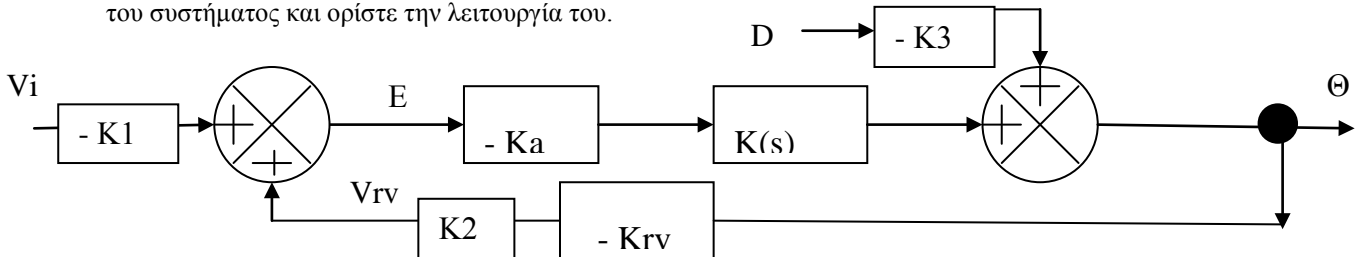 του συστήματος και ορίστε την λειτουργία του.
D
- K3
Vi
- K1
E
- Ka
K(s)
Θ
Vrv
K2
- Krv